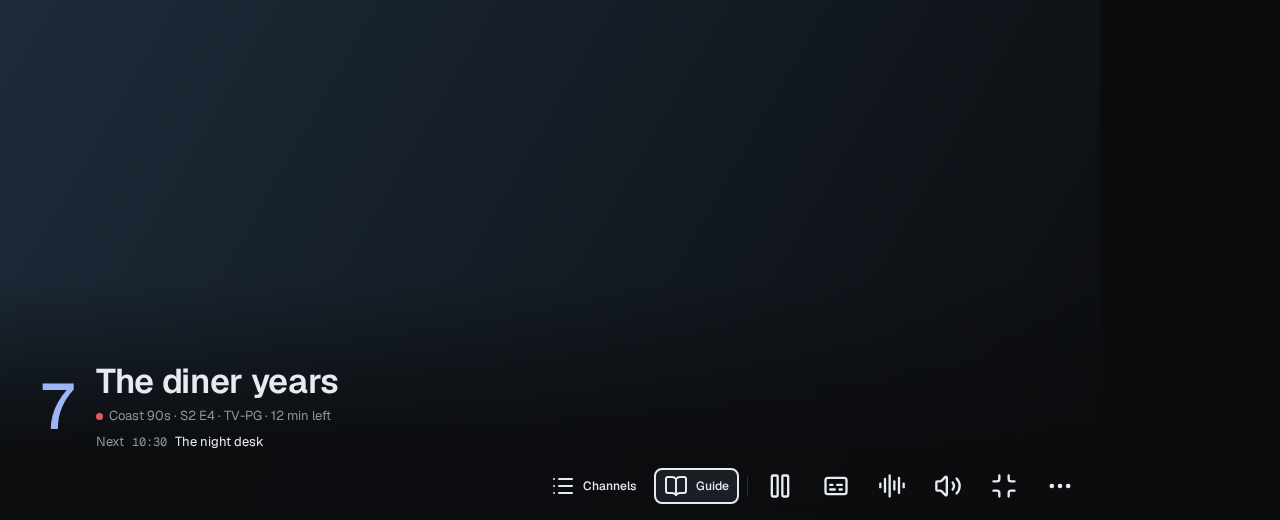 7
The diner years
Coast 90s · S2 E4 · TV-PG · 12 min left
Next 10:30 The night desk
Channels Guide